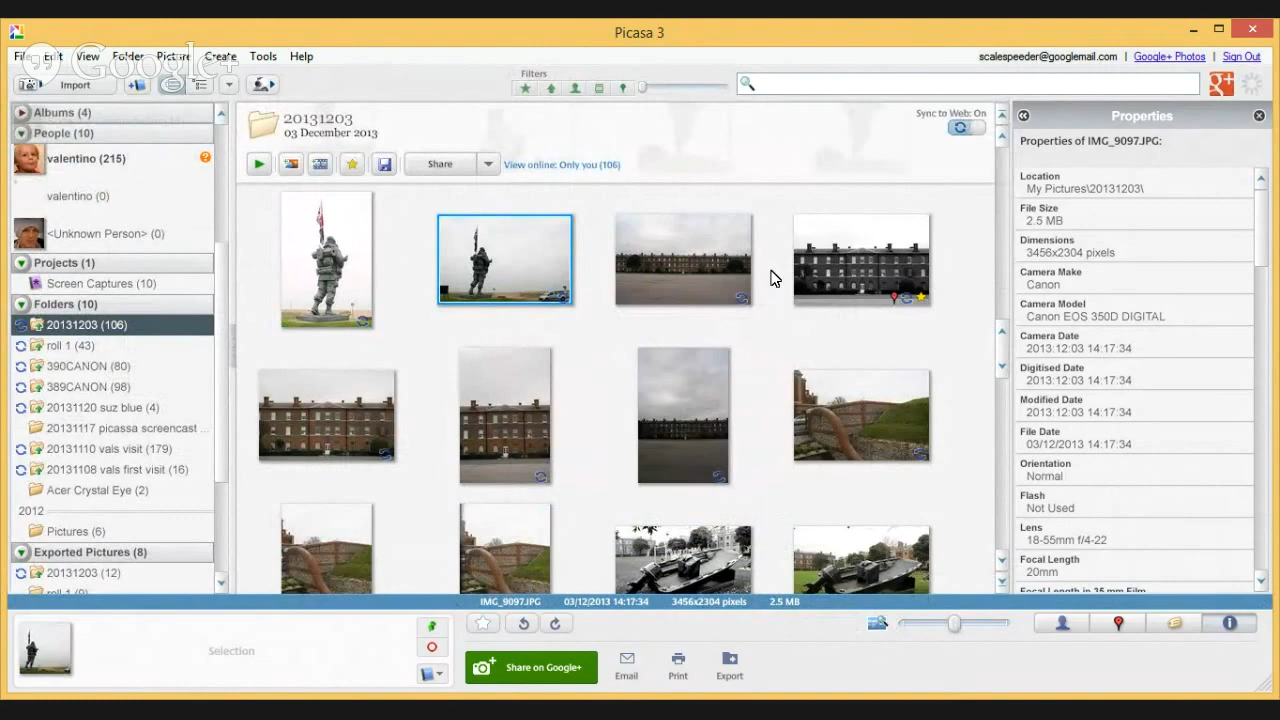 Picasa 3
File Edit View Folder Picture Create Tools Help
Google+
scalespeeder@googlemail.com | Google+ Photos | Sign Out
Import
Filters
Albums (4)
People (10)
valentino (215)
valentino (0)
<Unknown Person> (0)
Projects (1)
Screen Captures (10)
Folders (10)
20131203 (106)
roll 1 (43)
390CANON (80)
389CANON (98)
20131120 suz blue (4)
20131117 picassa screencast ...
20131110 vals visit (179)
20131108 vals first visit (16)
Acer Crystal Eye (2)
2012
Pictures (6)
Exported Pictures (8)
20131203 (12)
20131203
03 December 2013
Sync to Web: On
Share
View online: Only you (106)
Properties
Properties of IMG_9097.JPG:
Location
My Pictures\20131203\
File Size
2.5 MB
Dimensions
3456x2304 pixels
Camera Make
Canon
Camera Model
Canon EOS 350D DIGITAL
Camera Date
2013:12:03 14:17:34
Digitised Date
2013:12:03 14:17:34
Modified Date
2013:12:03 14:17:34
File Date
03/12/2013 14:17:34
Orientation
Normal
Flash
Not Used
Lens
18-55mm f/4-22
Focal Length
20mm
Focal Length in 35 mm Film
IMG_9097.JPG 03/12/2013 14:17:34 3456x2304 pixels 2.5 MB
Selection
Share on Google+
Email
Print
Export